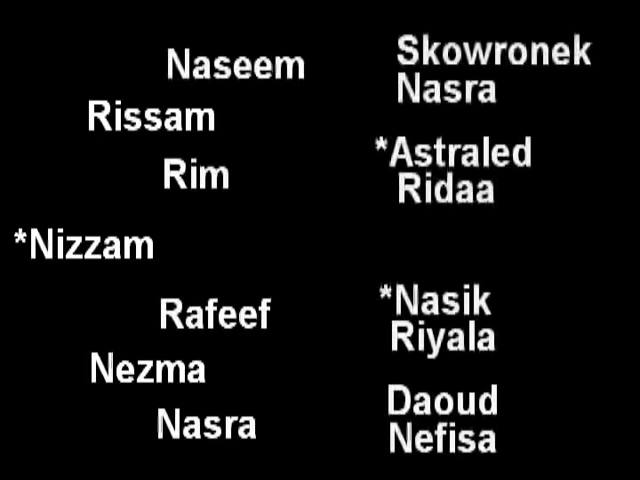 Naseem
Skowronek
Nasra
Rissam
Rim
*Astraled
Ridaa
*Nizzam
Rafeef
*Nasik
Riyala
Nezma
Nasra
Daoud
Nefisa